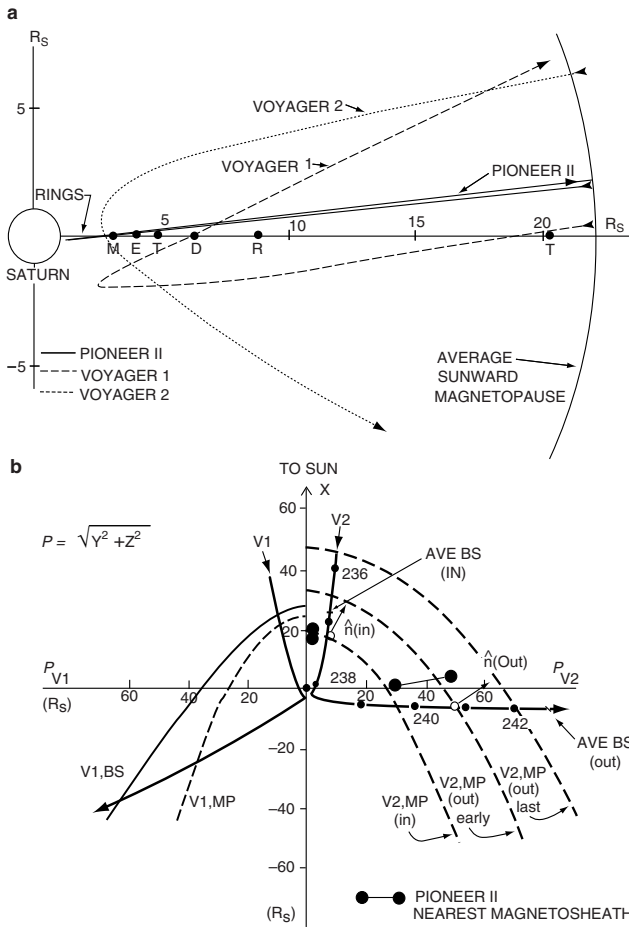 a
R_S
5
VOYAGER 2
VOYAGER 1
PIONEER II
RINGS
5
10
15
20
R_S
M E T D R T
SATURN
-5
PIONEER II
VOYAGER 1
VOYAGER 2
AVERAGE
SUNWARD
MAGNETOPAUSE
b
TO SUN
X
60
P = √Y² + Z²
V1
V2
AVE BS
(IN)
40
236
n̂(in)
20
n̂(Out)
P_V1
(R_S)
60
40
20
238
20
40
60
P_V2
(R_S)
240
242
AVE BS
(out)
−20
V1,BS
V1,MP
V2,MP
(in)
V2,MP
(out)
early
V2,MP
(out)
last
−40
−60
(R_S)
PIONEER II
NEAREST MAGNETOSHEATH